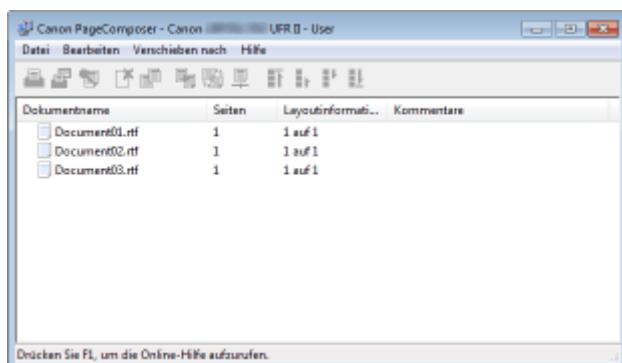 Canon PageComposer - Canon UFR II - User
Datei Bearbeiten Verschieben nach Hilfe
Dokumentname Seiten Layoutinformati... Kommentare
Document01.rtf 1 1 auf 1
Document02.rtf 1 1 auf 1
Document03.rtf 1 1 auf 1
Drücken Sie F1, um die Online-Hilfe aufzurufen.